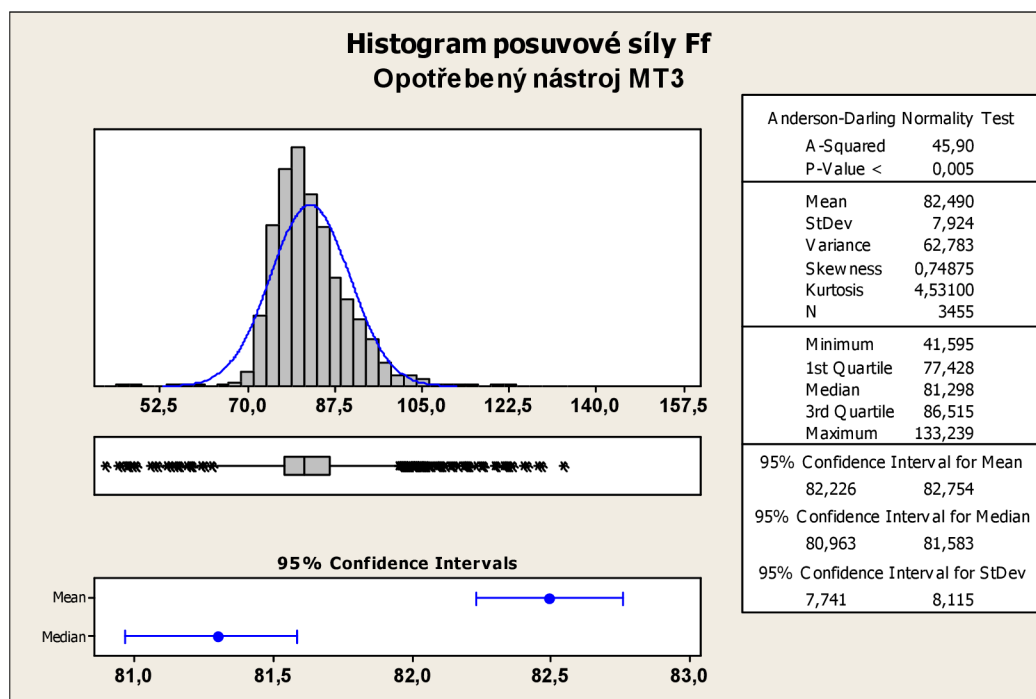 Histogram posuvové síly Ff
Opotřebený nástroj MT3
52,5 70,0 87,5 105,0 122,5 140,0 157,5
95% Confidence Intervals
Mean
Median
81,0 81,5 82,0 82,5 83,0
Anderson-Darling Normality Test
A-Squared 45,90
P-Value < 0,005
Mean 82,490
StDev 7,924
Variance 62,783
Skewness 0,74875
Kurtosis 4,53100
N 3455
Minimum 41,595
1st Quartile 77,428
Median 81,298
3rd Quartile 86,515
Maximum 133,239
95% Confidence Interval for Mean
82,226 82,754
95% Confidence Interval for Median
80,963 81,583
95% Confidence Interval for StDev
7,741 8,115